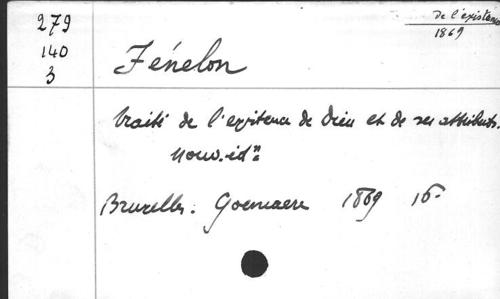 de l'existence
1869
279
140
3
Fénelon
traité de l'existence de Dieu et de ses attributs.
nouv. édn
Bruxelles. Goemaere 1869 16°